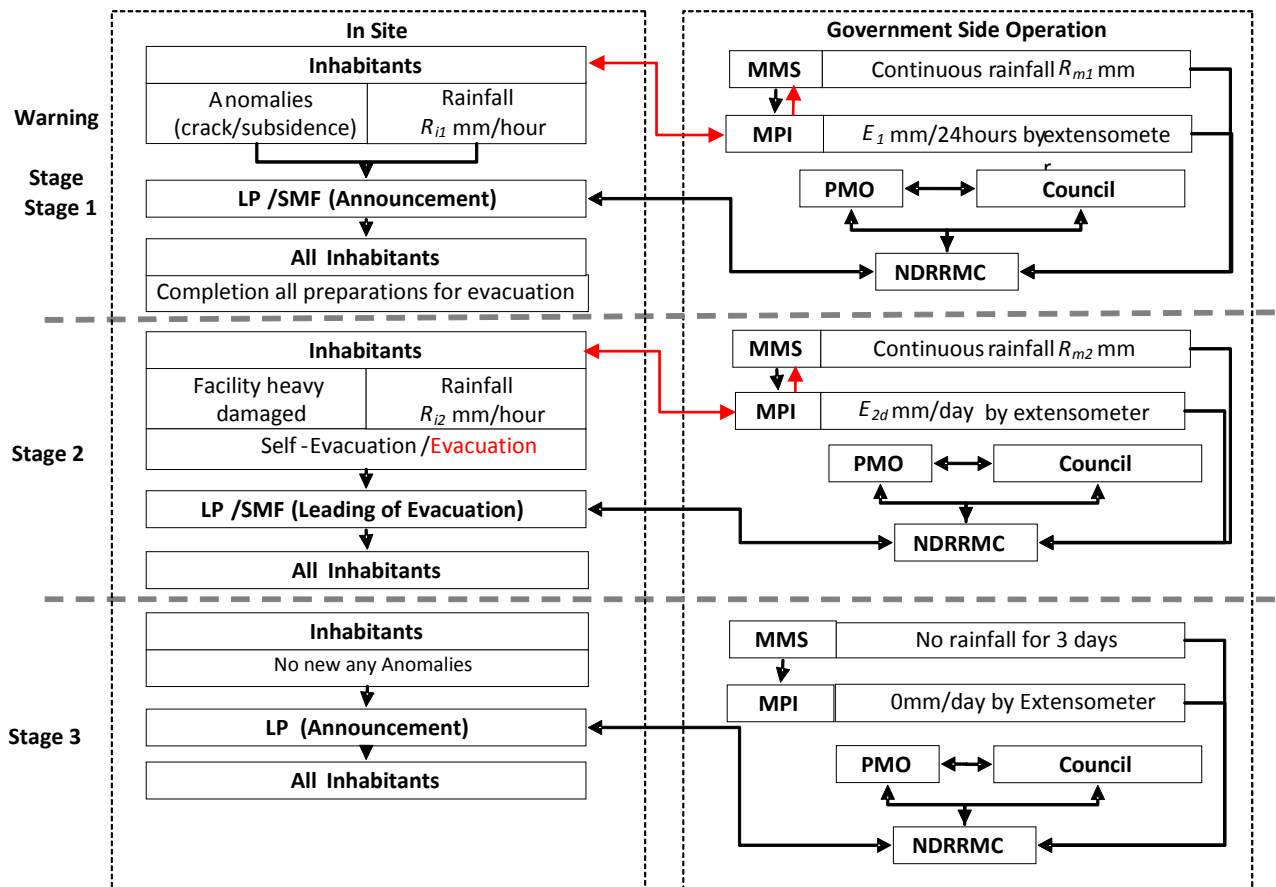 In Site
Inhabitants
Anomalies
(crack/subsidence)
Rainfall
Ri1 mm/hour
Warning
Stage
Stage 1
LP /SMF (Announcement)
All Inhabitants
Completion all preparations for evacuation
Government Side Operation
MMS
Continuous rainfall Rm1 mm
MPI
E1 mm/24hours by extensomete
r
PMO
Council
NDRRMC
Inhabitants
Facility heavy
damaged
Rainfall
Ri2 mm/hour
Self -Evacuation /Evacuation
Stage 2
LP /SMF (Leading of Evacuation)
All Inhabitants
MMS
Continuous rainfall Rm2 mm
MPI
E2d mm/day by extensometer
PMO
Council
NDRRMC
Inhabitants
No new any Anomalies
Stage 3
LP (Announcement)
All Inhabitants
MMS
No rainfall for 3 days
MPI
0mm/day by Extensometer
PMO
Council
NDRRMC